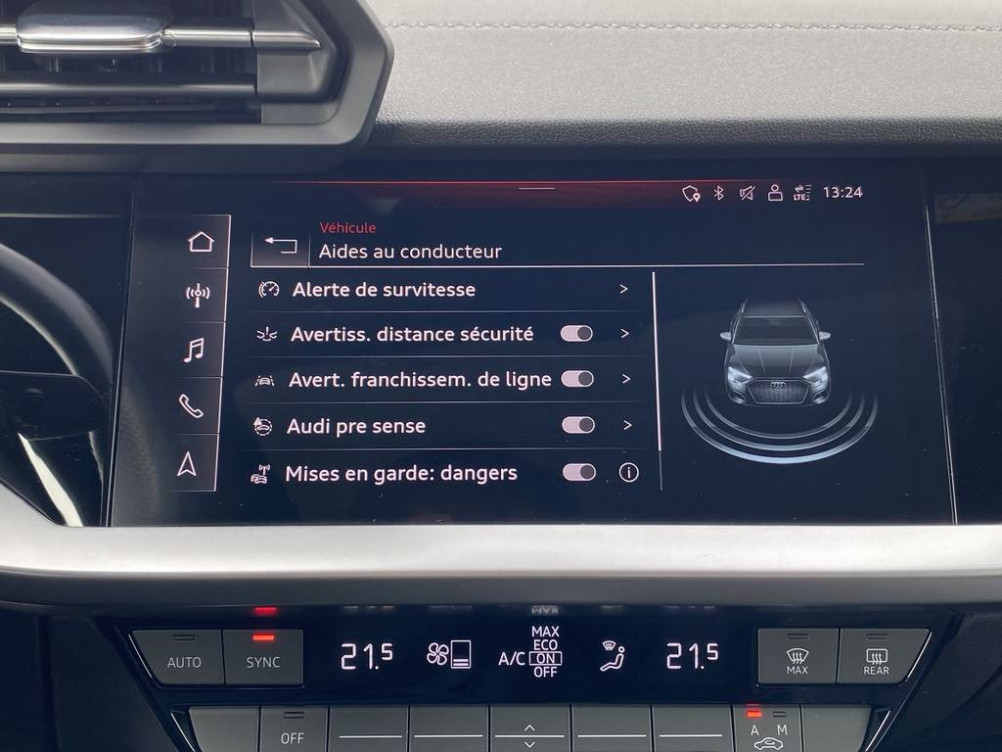 LTE 13:24
Véhicule
Aides au conducteur
Alerte de survitesse >
Avertiss. distance sécurité >
Avert. franchissem. de ligne >
Audi pre sense >
Mises en garde: dangers i
AUTO
SYNC
21.5
A/C
MAX
ECO
ON
OFF
21.5
MAX
REAR
OFF
A M